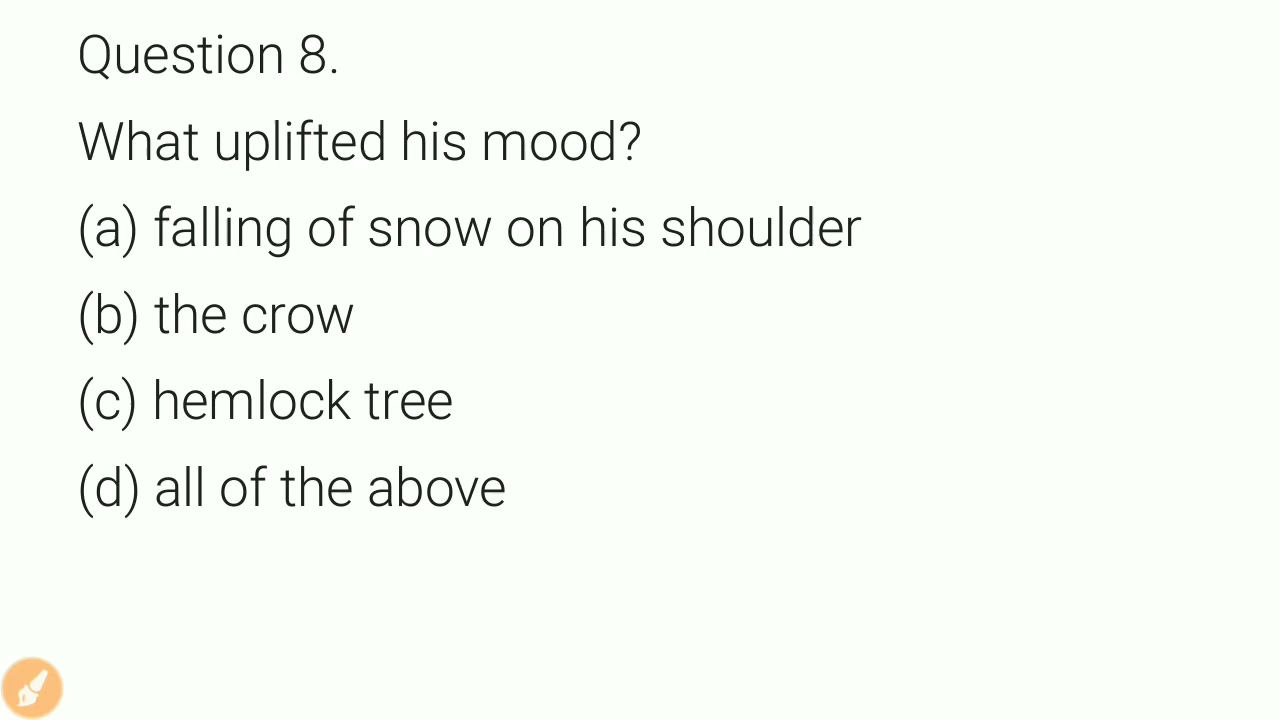 Question 8.
What uplifted his mood?
(a) falling of snow on his shoulder
(b) the crow
(c) hemlock tree
(d) all of the above